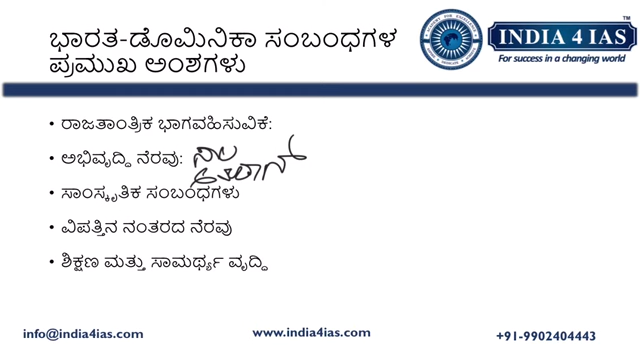 ಭಾರತ-ಡೊಮಿನಿಕಾ ಸಂಬಂಧಗಳ
ಪ್ರಮುಖ ಅಂಶಗಳು
INDIA 4 IAS
For success in a changing world
• ರಾಜತಾಂತ್ರಿಕ ಭಾಗವಹಿಸುವಿಕೆ:
• ಅಭಿವೃದ್ಧಿ ನೆರವು:
• ಸಾಂಸ್ಕೃತಿಕ ಸಂಬಂಧಗಳು
• ವಿಪತ್ತಿನ ನಂತರದ ನೆರವು
• ಶಿಕ್ಷಣ ಮತ್ತು ಸಾಮರ್ಥ್ಯ ವೃದ್ಧಿ
info@india4ias.com
www.india4ias.com
+91-9902404443